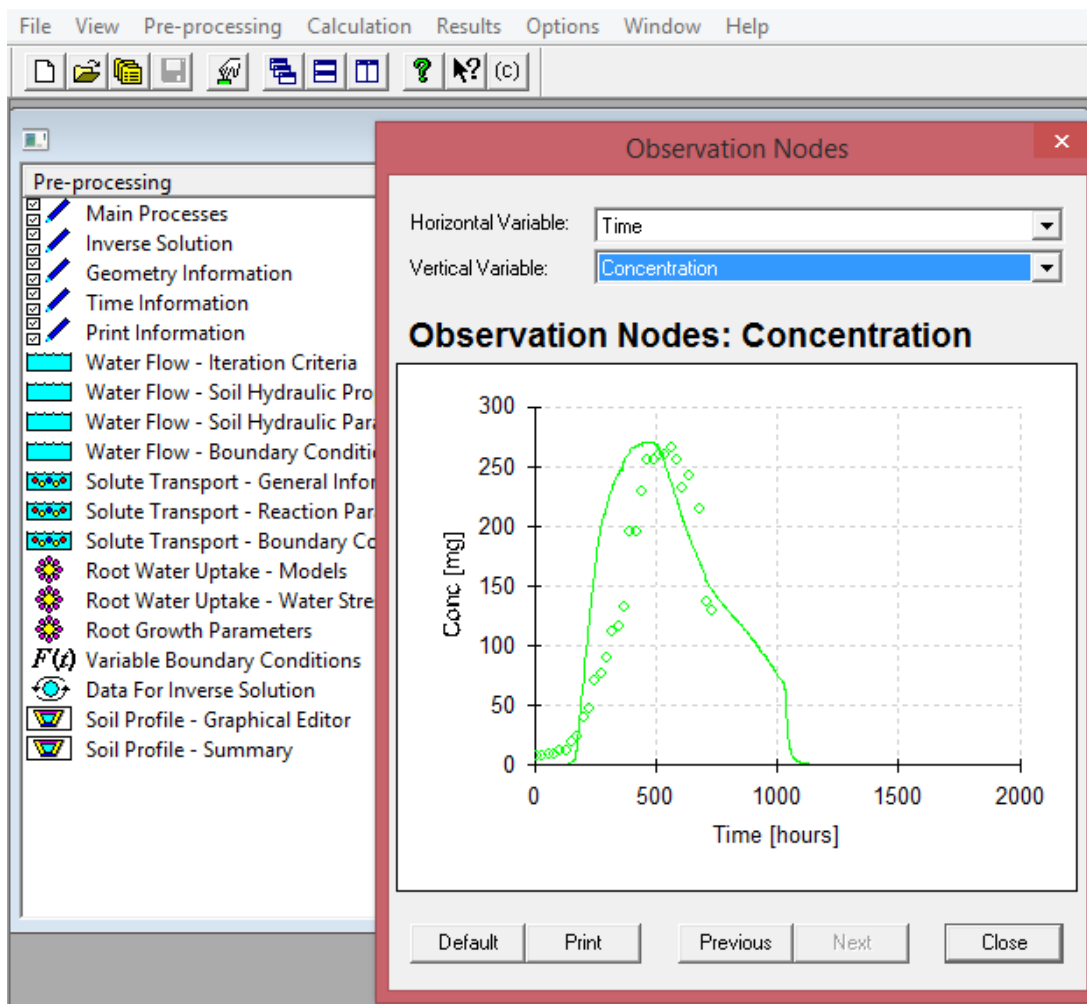 File View Pre-processing Calculation Results Options Window Help
(c)
Observation Nodes
Pre-processing
Main Processes
Inverse Solution
Geometry Information
Time Information
Print Information
Water Flow - Iteration Criteria
Water Flow - Soil Hydraulic Pro
Water Flow - Soil Hydraulic Para
Water Flow - Boundary Conditi
Solute Transport - General Infor
Solute Transport - Reaction Par
Solute Transport - Boundary Co
Root Water Uptake - Models
Root Water Uptake - Water Stre
Root Growth Parameters
F(t) Variable Boundary Conditions
Data For Inverse Solution
Soil Profile - Graphical Editor
Soil Profile - Summary
Horizontal Variable: Time
Vertical Variable: Concentration
Observation Nodes: Concentration
300
250
200
150
100
50
0
Conc [mg]
0 500 1000 1500 2000
Time [hours]
Default Print Previous Next Close